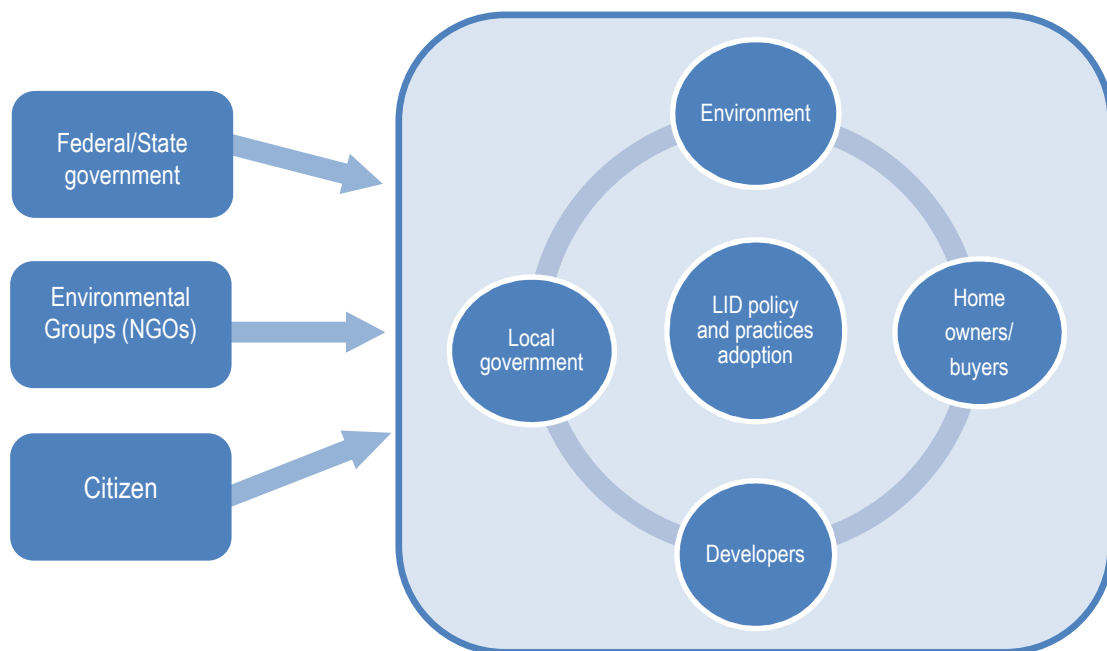 Federal/State
government
Environmental
Groups (NGOs)
Citizen
Environment
Local
government
LID policy
and practices
adoption
Home
owners/
buyers
Developers